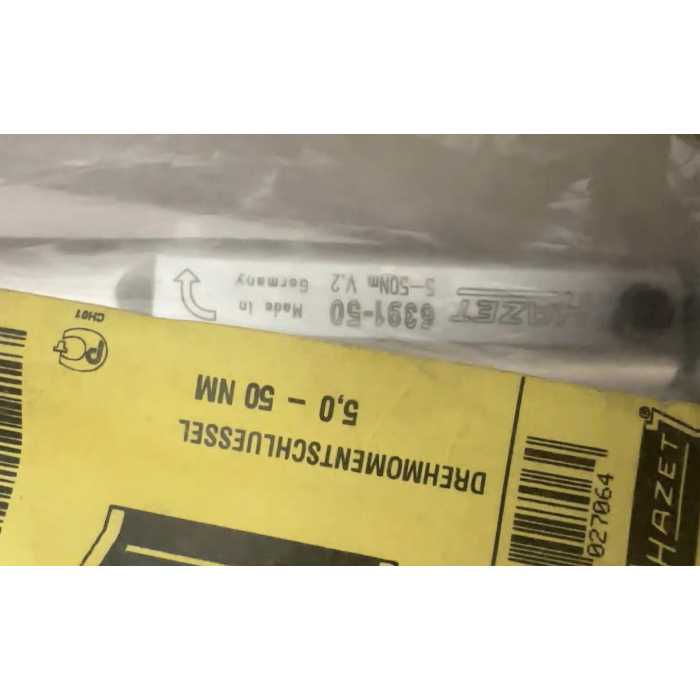 HAZET 6391-50 Made in
5-50Nm V.2 Germany
DREHMOMENTSCHLUESSEL
5,0 – 50 NM
CH01
HAZET
027064